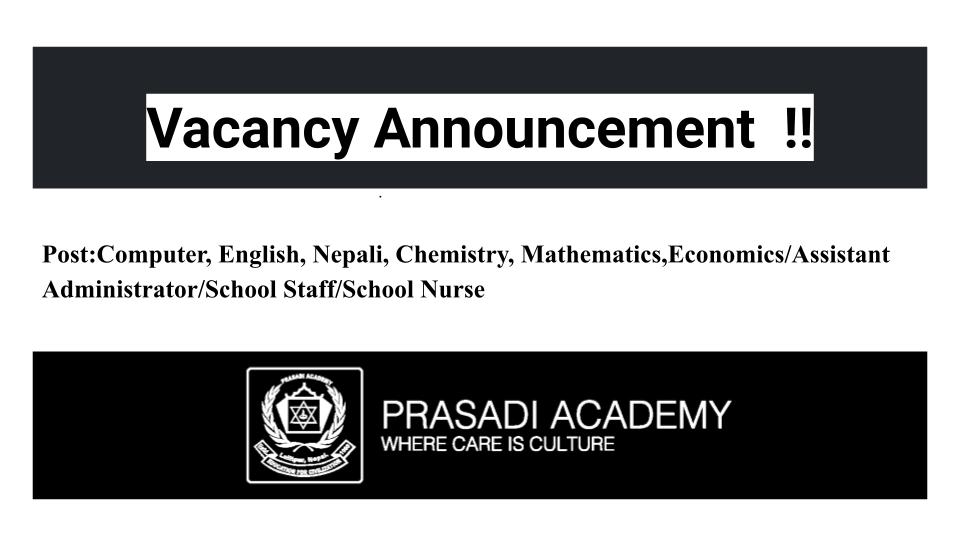 Vacancy Announcement !!
Post:Computer, English, Nepali, Chemistry, Mathematics,Economics/Assistant
Administrator/School Staff/School Nurse
PRASADI ACADEMY
Lalitpur, Nepal.
EDUCATION FOR CIVILIZATION
PRASADI ACADEMY
WHERE CARE IS CULTURE